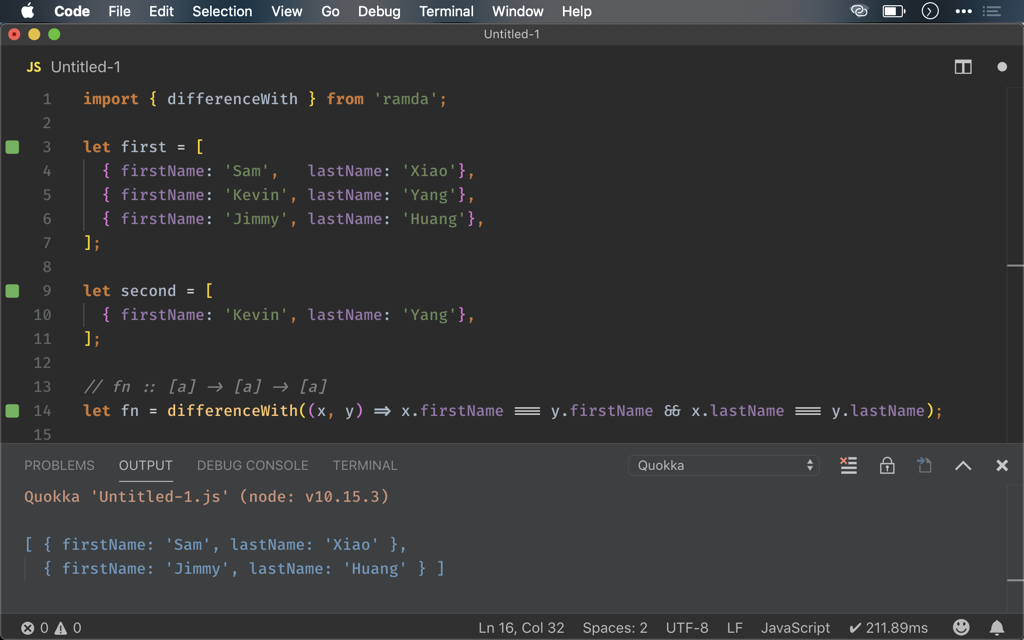 Code File Edit Selection View Go Debug Terminal Window Help
Untitled-1
JS Untitled-1
1 import { differenceWith } from 'ramda';
2
3 let first = [
4 { firstName: 'Sam', lastName: 'Xiao'},
5 { firstName: 'Kevin', lastName: 'Yang'},
6 { firstName: 'Jimmy', lastName: 'Huang'},
7 ];
8
9 let second = [
10 { firstName: 'Kevin', lastName: 'Yang'},
11 ];
12
13 // fn :: [a] -> [a] -> [a]
14 let fn = differenceWith((x, y) => x.firstName === y.firstName && x.lastName === y.lastName);
15
PROBLEMS OUTPUT DEBUG CONSOLE TERMINAL Quokka
Quokka 'Untitled-1.js' (node: v10.15.3)
[ { firstName: 'Sam', lastName: 'Xiao' },
{ firstName: 'Jimmy', lastName: 'Huang' } ]
0 0 Ln 16, Col 32 Spaces: 2 UTF-8 LF JavaScript ✔ 211.89ms